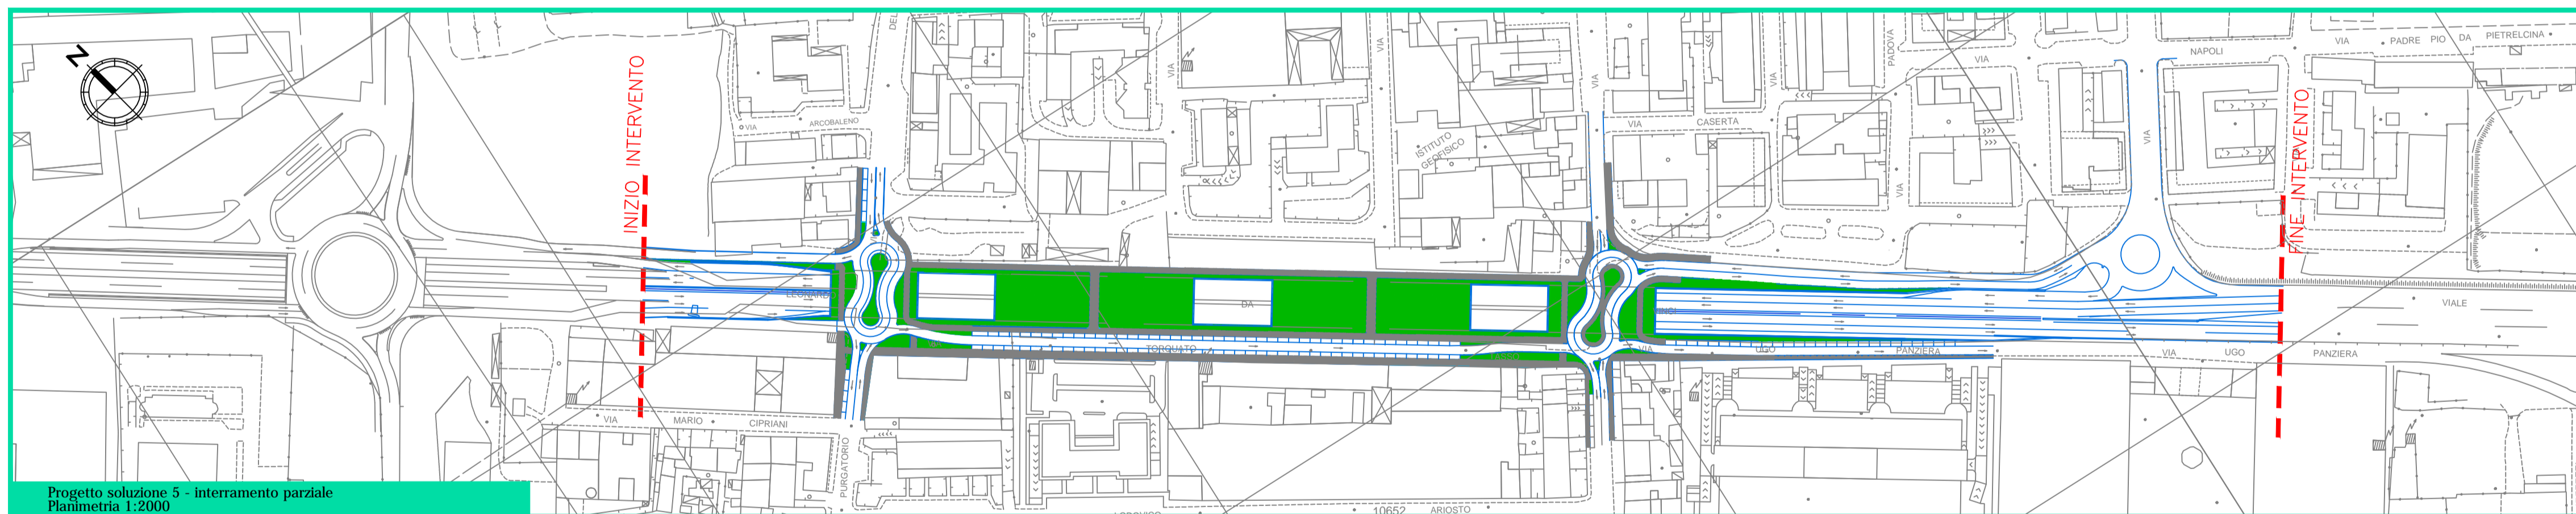 N
INIZIO INTERVENTO
FINE INTERVENTO
VIA
ARCOBALENO
DEL
VIA
VIA
ISTITUTO
GEOFISICO
VIA
VIA
CASERTA
VIA
PADOVA
VIA
VIA
NAPOLI
VIA
VIA
PADRE PIO DA PIETRELCINA
LEONARDO
DA
VIALE
TORQUATO
TASSO
VIA
UGO
PANZIERA
VIA
UGO
PANZIERA
VIA
MARIO
CIPRIANI
PURGATORIO
10652
ARIOSTO
Progetto soluzione 5 - interramento parziale
Planimetria 1:2000